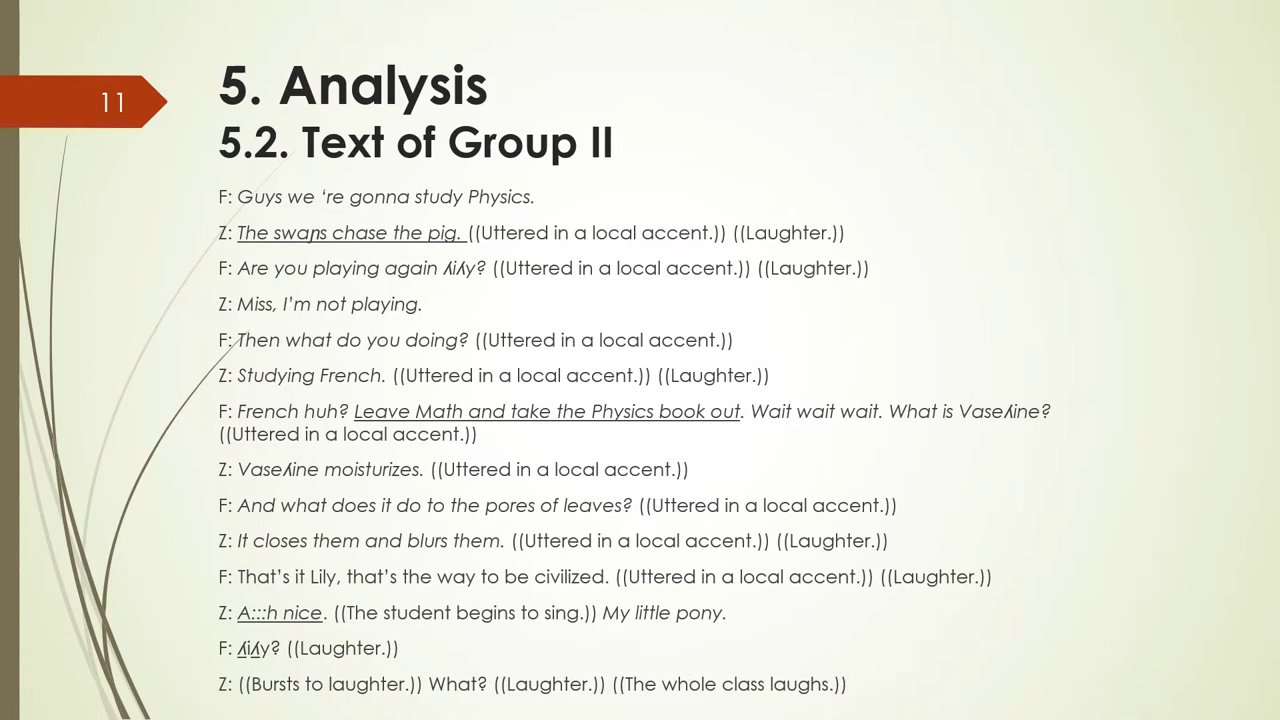 11
5. Analysis
5.2. Text of Group II
F: Guys we ‘re gonna study Physics.
Z: The swaɲs chase the pig. ((Uttered in a local accent.)) ((Laughter.))
F: Are you playing again ʎiʎy? ((Uttered in a local accent.)) ((Laughter.))
Z: Miss, I’m not playing.
F: Then what do you doing? ((Uttered in a local accent.))
Z: Studying French. ((Uttered in a local accent.)) ((Laughter.))
F: French huh? Leave Math and take the Physics book out. Wait wait wait. What is Vaseʎine?
((Uttered in a local accent.))
Z: Vaseʎine moisturizes. ((Uttered in a local accent.))
F: And what does it do to the pores of leaves? ((Uttered in a local accent.))
Z: It closes them and blurs them. ((Uttered in a local accent.)) ((Laughter.))
F: That’s it Lily, that’s the way to be civilized. ((Uttered in a local accent.)) ((Laughter.))
Z: A:::h nice. ((The student begins to sing.)) My little pony.
F: ʎiʎy? ((Laughter.))
Z: ((Bursts to laughter.)) What? ((Laughter.)) ((The whole class laughs.))